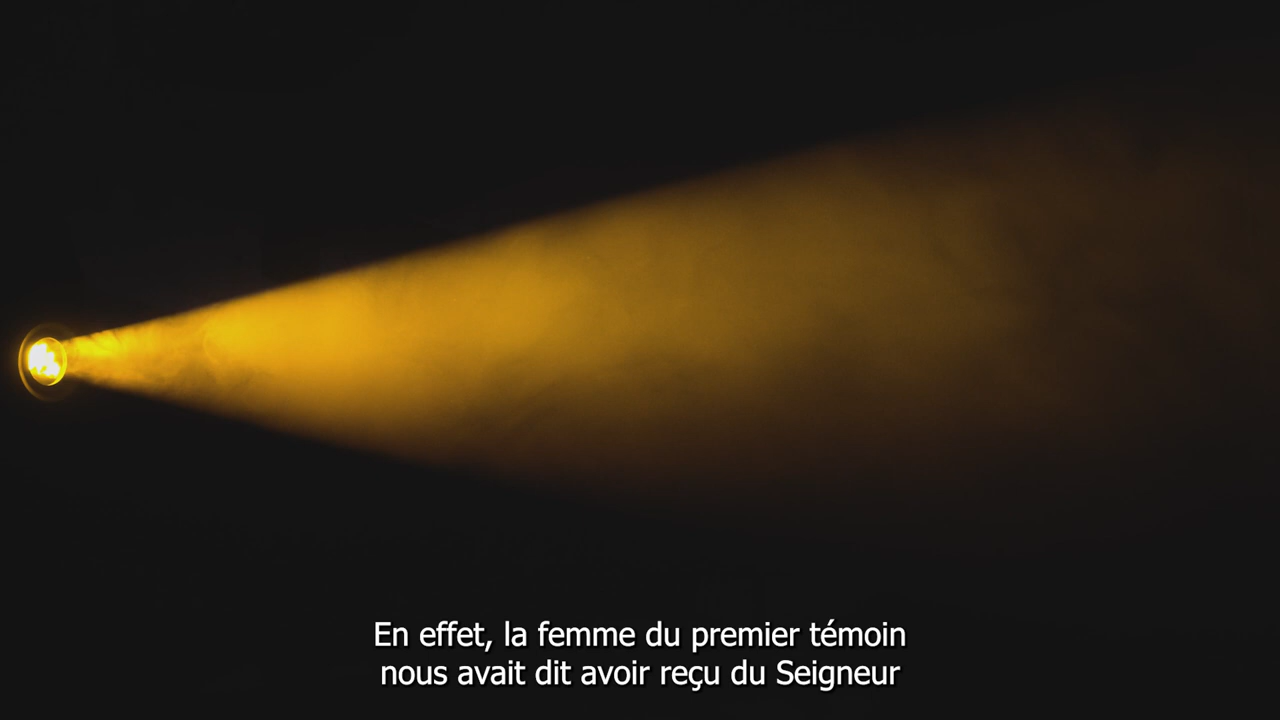 En effet, la femme du premier témoin
nous avait dit avoir reçu du Seigneur